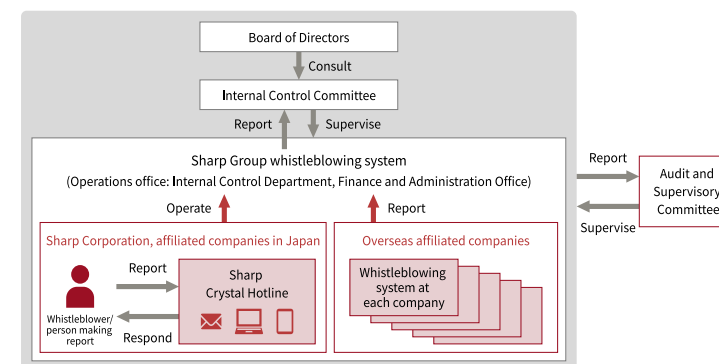 Board of Directors
Consult
Internal Control Committee
Report
Supervise
Sharp Group whistleblowing system
(Operations office: Internal Control Department, Finance and Administration Office)
Report
Audit and
Supervisory
Committee
Supervise
Operate
Report
Sharp Corporation, affiliated companies in Japan
Overseas affiliated companies
Report
Sharp
Crystal Hotline
Whistleblower/
person making
report
Respond
Whistleblowing
system at
each company